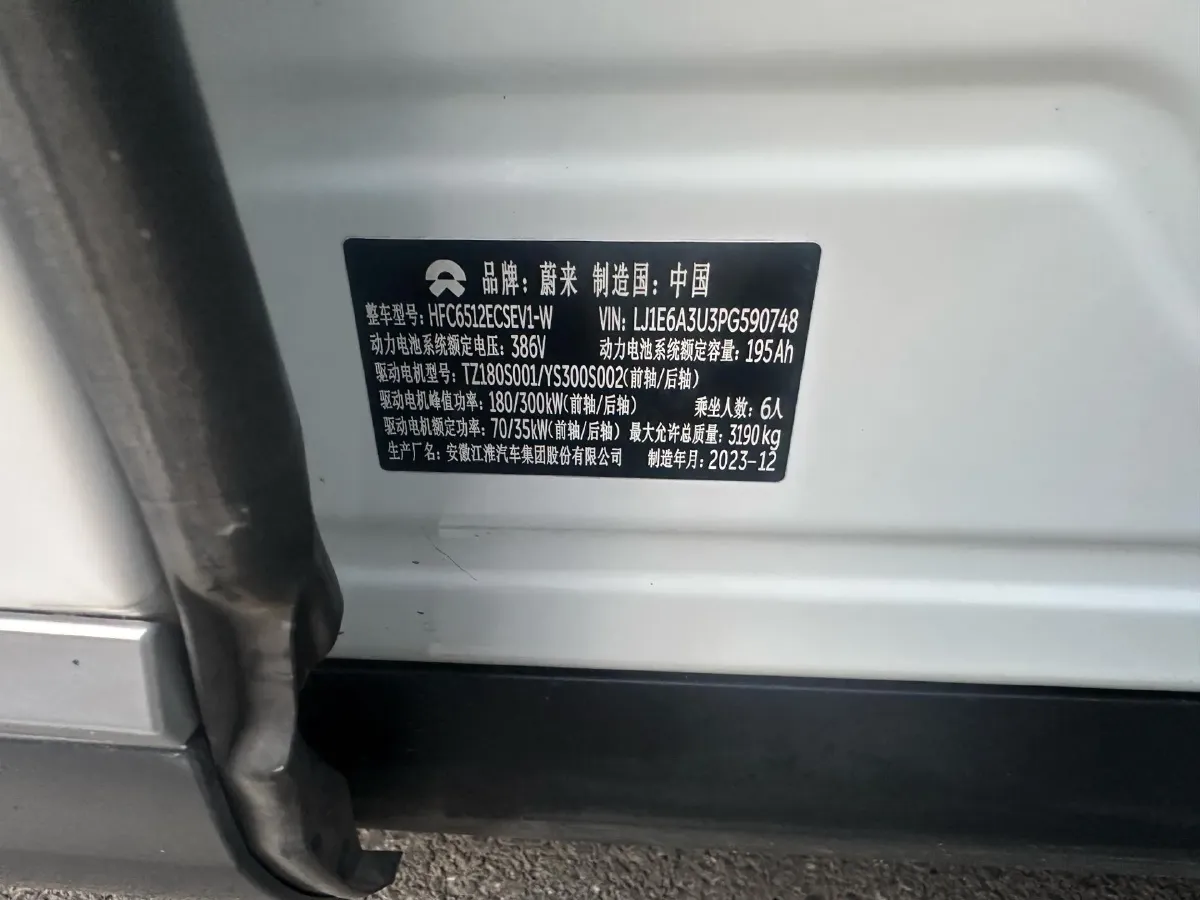 品牌：蔚来 制造国：中国
整车型号：HFC6512ECSEV1-W VIN：LJ1E6A3U3PG590748
动力电池系统额定电压：386V 动力电池系统额定容量：195Ah
驱动电机型号：TZ180S001/YS300S002(前轴/后轴)
驱动电机峰值功率：180/300kW(前轴/后轴) 乘坐人数：6人
驱动电机额定功率：70/35kW(前轴/后轴) 最大允许总质量：3190kg
生产厂名：安徽江淮汽车集团股份有限公司 制造年月：2023-12